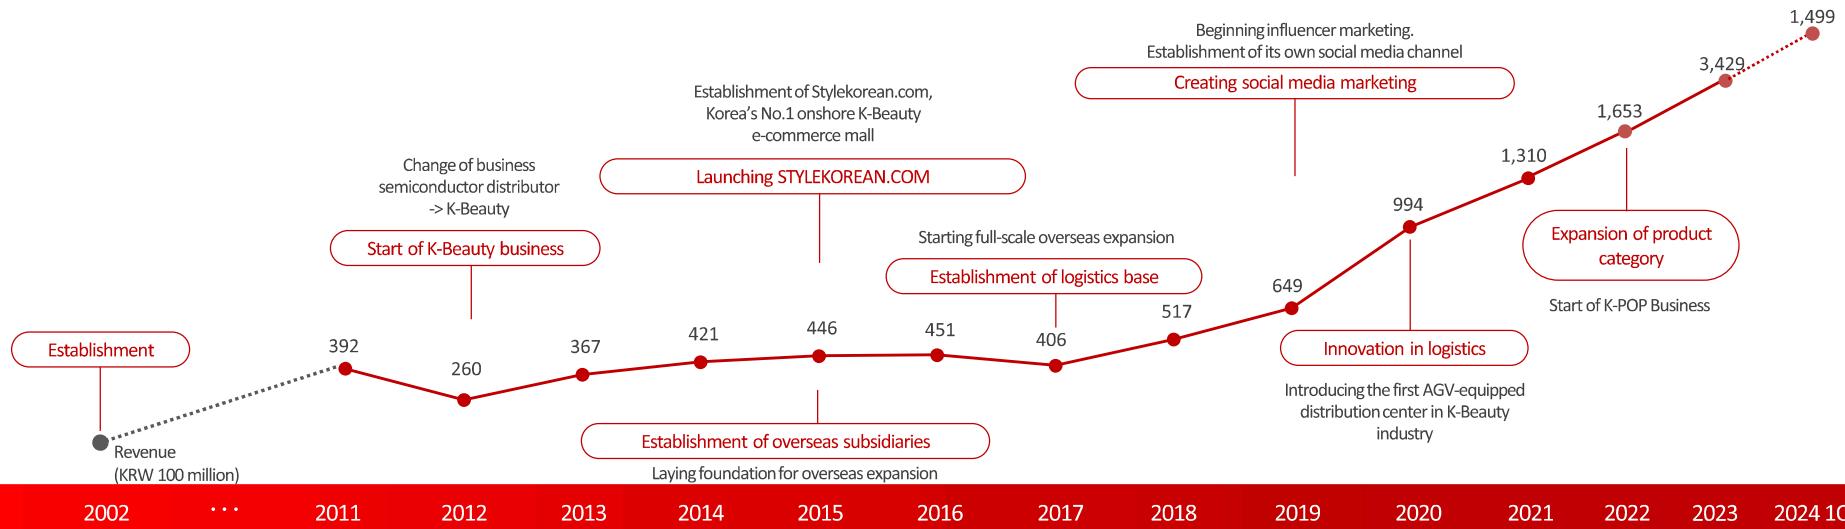 1,499
Beginning influencer marketing.
Establishment of its own social media channel
Creating social media marketing
3,429
Establishment of Stylekorean.com,
Korea's No.1 onshore K-Beauty
e-commerce mall
Launching STYLEKOREAN.COM
1,653
1,310
Change of business
semiconductor distributor
-> K-Beauty
Start of K-Beauty business
994
Starting full-scale overseas expansion
Establishment of logistics base
Expansion of product
category
Start of K-POP Business
649
517
Establishment
392
260
367
421
446
451
406
Innovation in logistics
Introducing the first AGV-equipped
distribution center in K-Beauty
industry
Establishment of overseas subsidiaries
Laying foundation for overseas expansion
Revenue
(KRW 100 million)
2002 ... 2011 2012 2013 2014 2015 2016 2017 2018 2019 2020 2021 2022 2023 2024 1Q